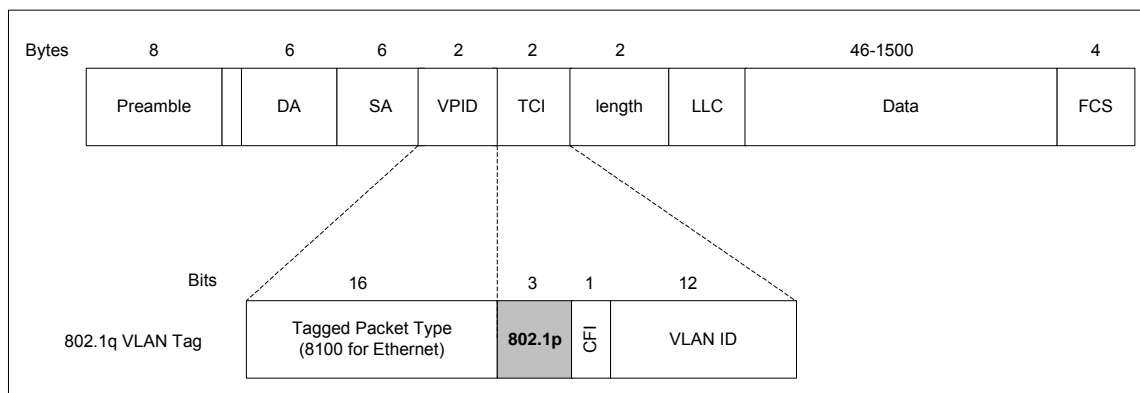 Bytes 8 6 6 2 2 2 46-1500 4
Preamble DA SA VPID TCI length LLC Data FCS
Bits 16 3 1 12
802.1q VLAN Tag
Tagged Packet Type
(8100 for Ethernet)
802.1p
CFI
VLAN ID